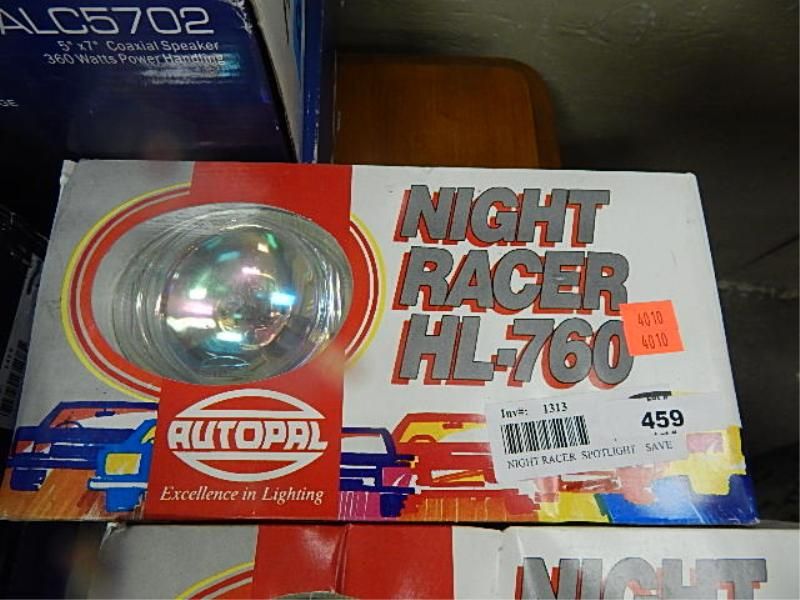 ALC5702
5" x7" Coaxial Speaker
360 Watts Power Handling
GE
NIGHT
RACER
HL-760
4010
4010
AUTOPAL
Excellence in Lighting
Inv#: 1313
459
NIGHT RACER SPOTLIGHT SAVE
NIGHT